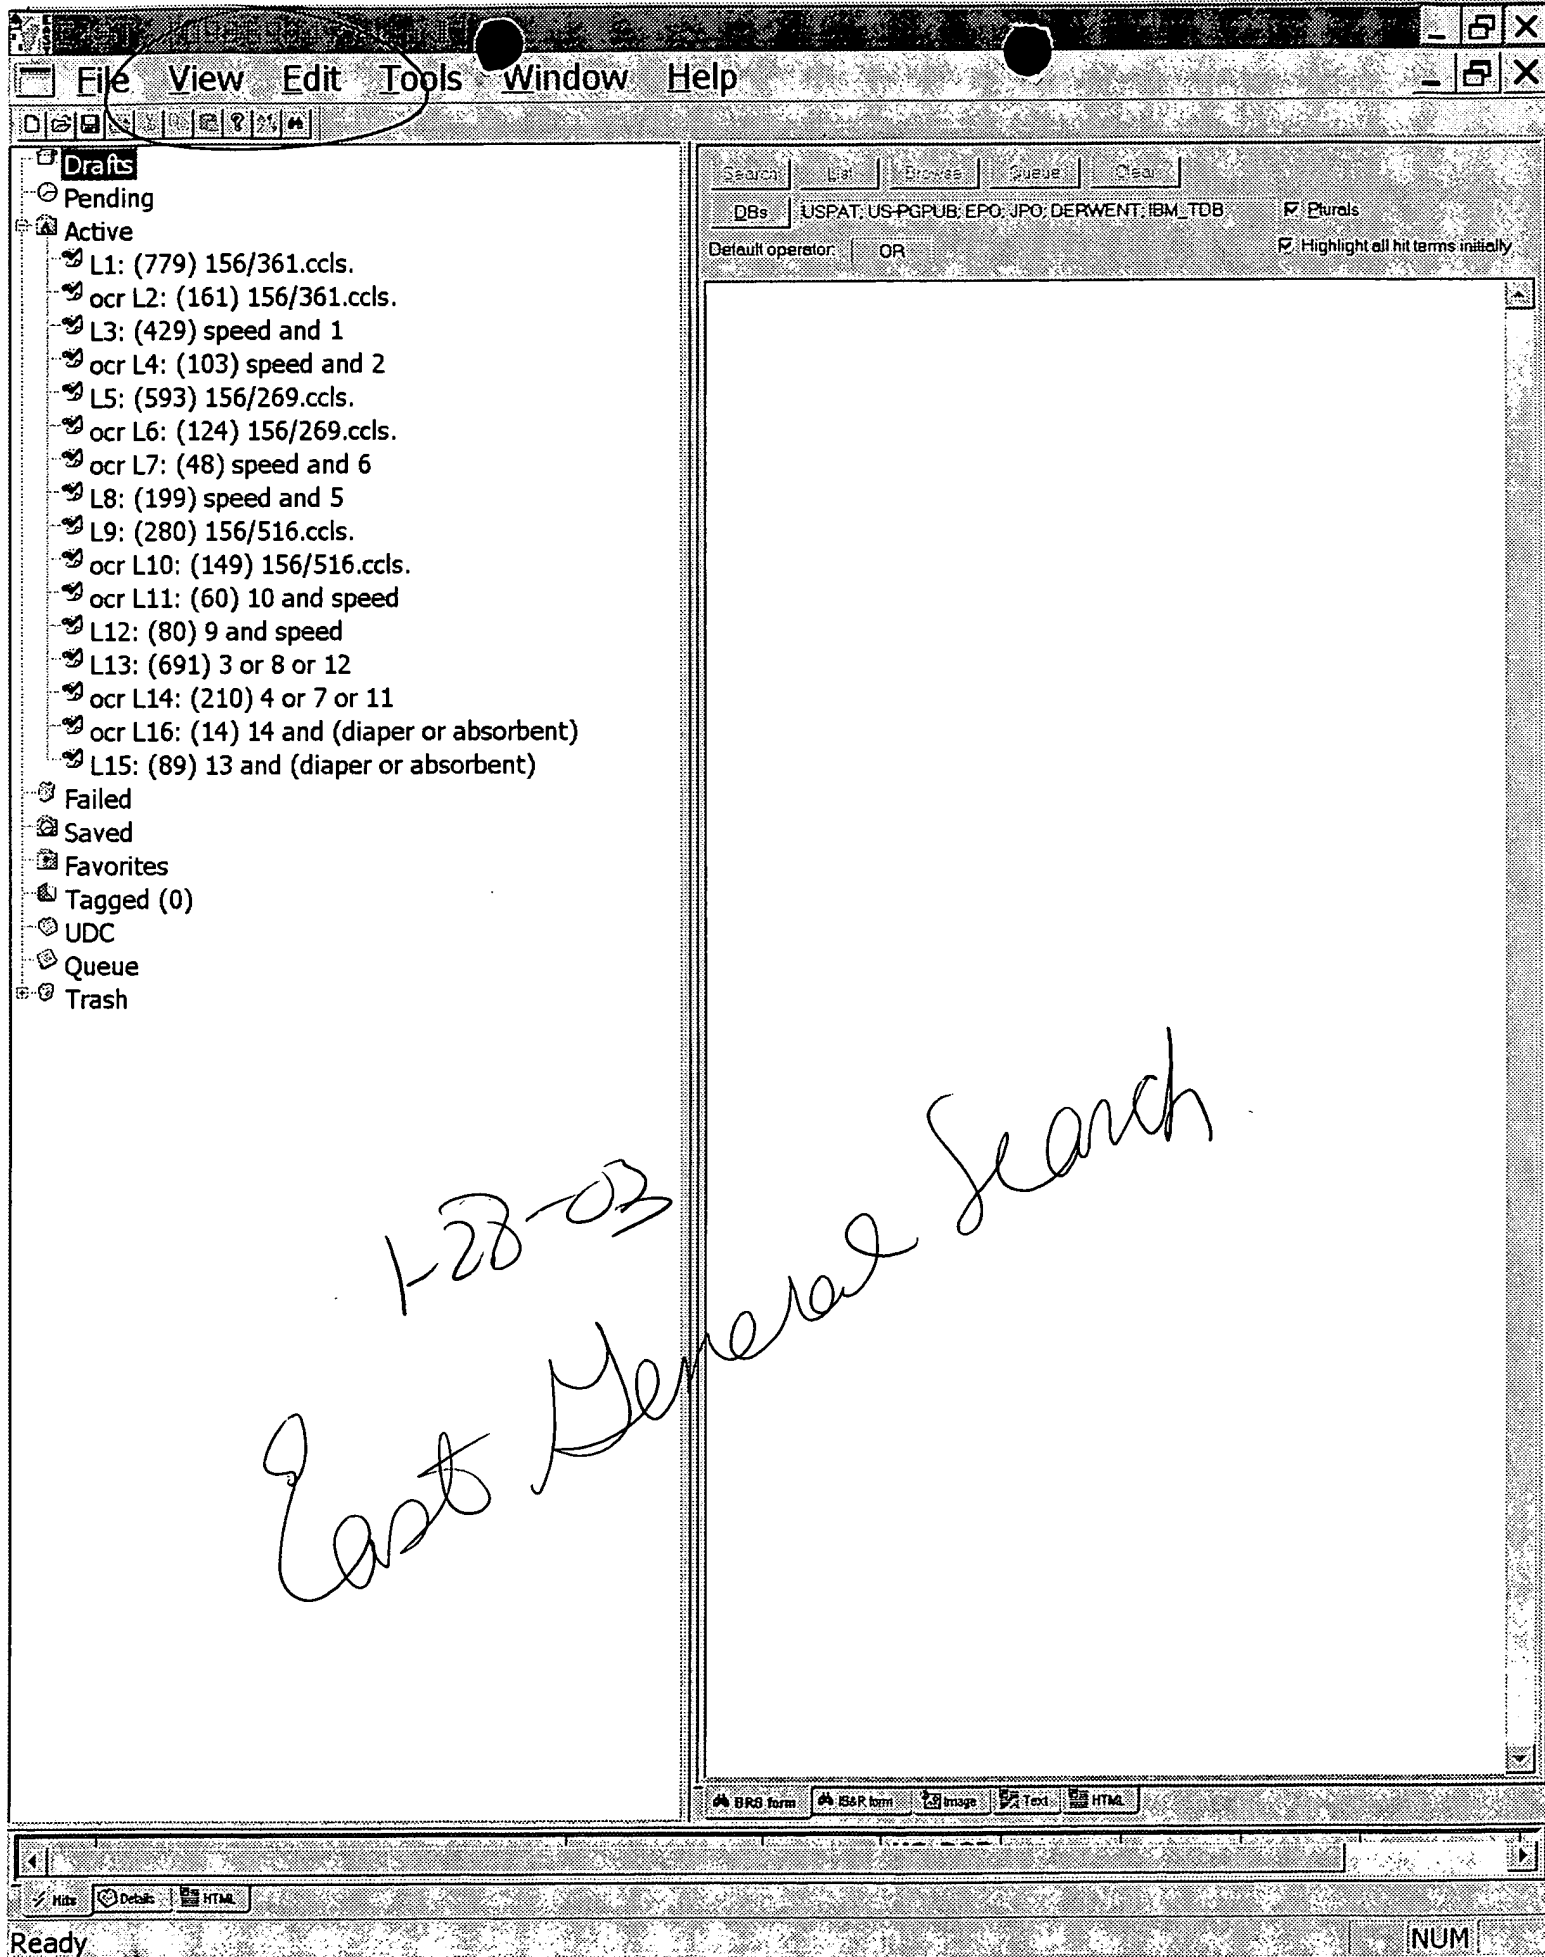 File View Edit Tools Window Help
Drafts
Pending
Active
L1: (779) 156/361.ccls.
ocr L2: (161) 156/361.ccls.
L3: (429) speed and 1
ocr L4: (103) speed and 2
L5: (593) 156/269.ccls.
ocr L6: (124) 156/269.ccls.
ocr L7: (48) speed and 6
L8: (199) speed and 5
L9: (280) 156/516.ccls.
ocr L10: (149) 156/516.ccls.
ocr L11: (60) 10 and speed
L12: (80) 9 and speed
L13: (691) 3 or 8 or 12
ocr L14: (210) 4 or 7 or 11
ocr L16: (14) 14 and (diaper or absorbent)
L15: (89) 13 and (diaper or absorbent)
Failed
Saved
Favorites
Tagged (0)
UDC
Queue
Trash
Search List Browse Queue Clear
DBs USPAT; US-PGPUB; EPO; JPO; DERWENT; IBM_TDB Plurals
Default operator: OR Highlight all hit terms initially
1-28-03
East General Search
BRS form IS&R form Image Text HTML
Hits Details HTML
Ready NUM